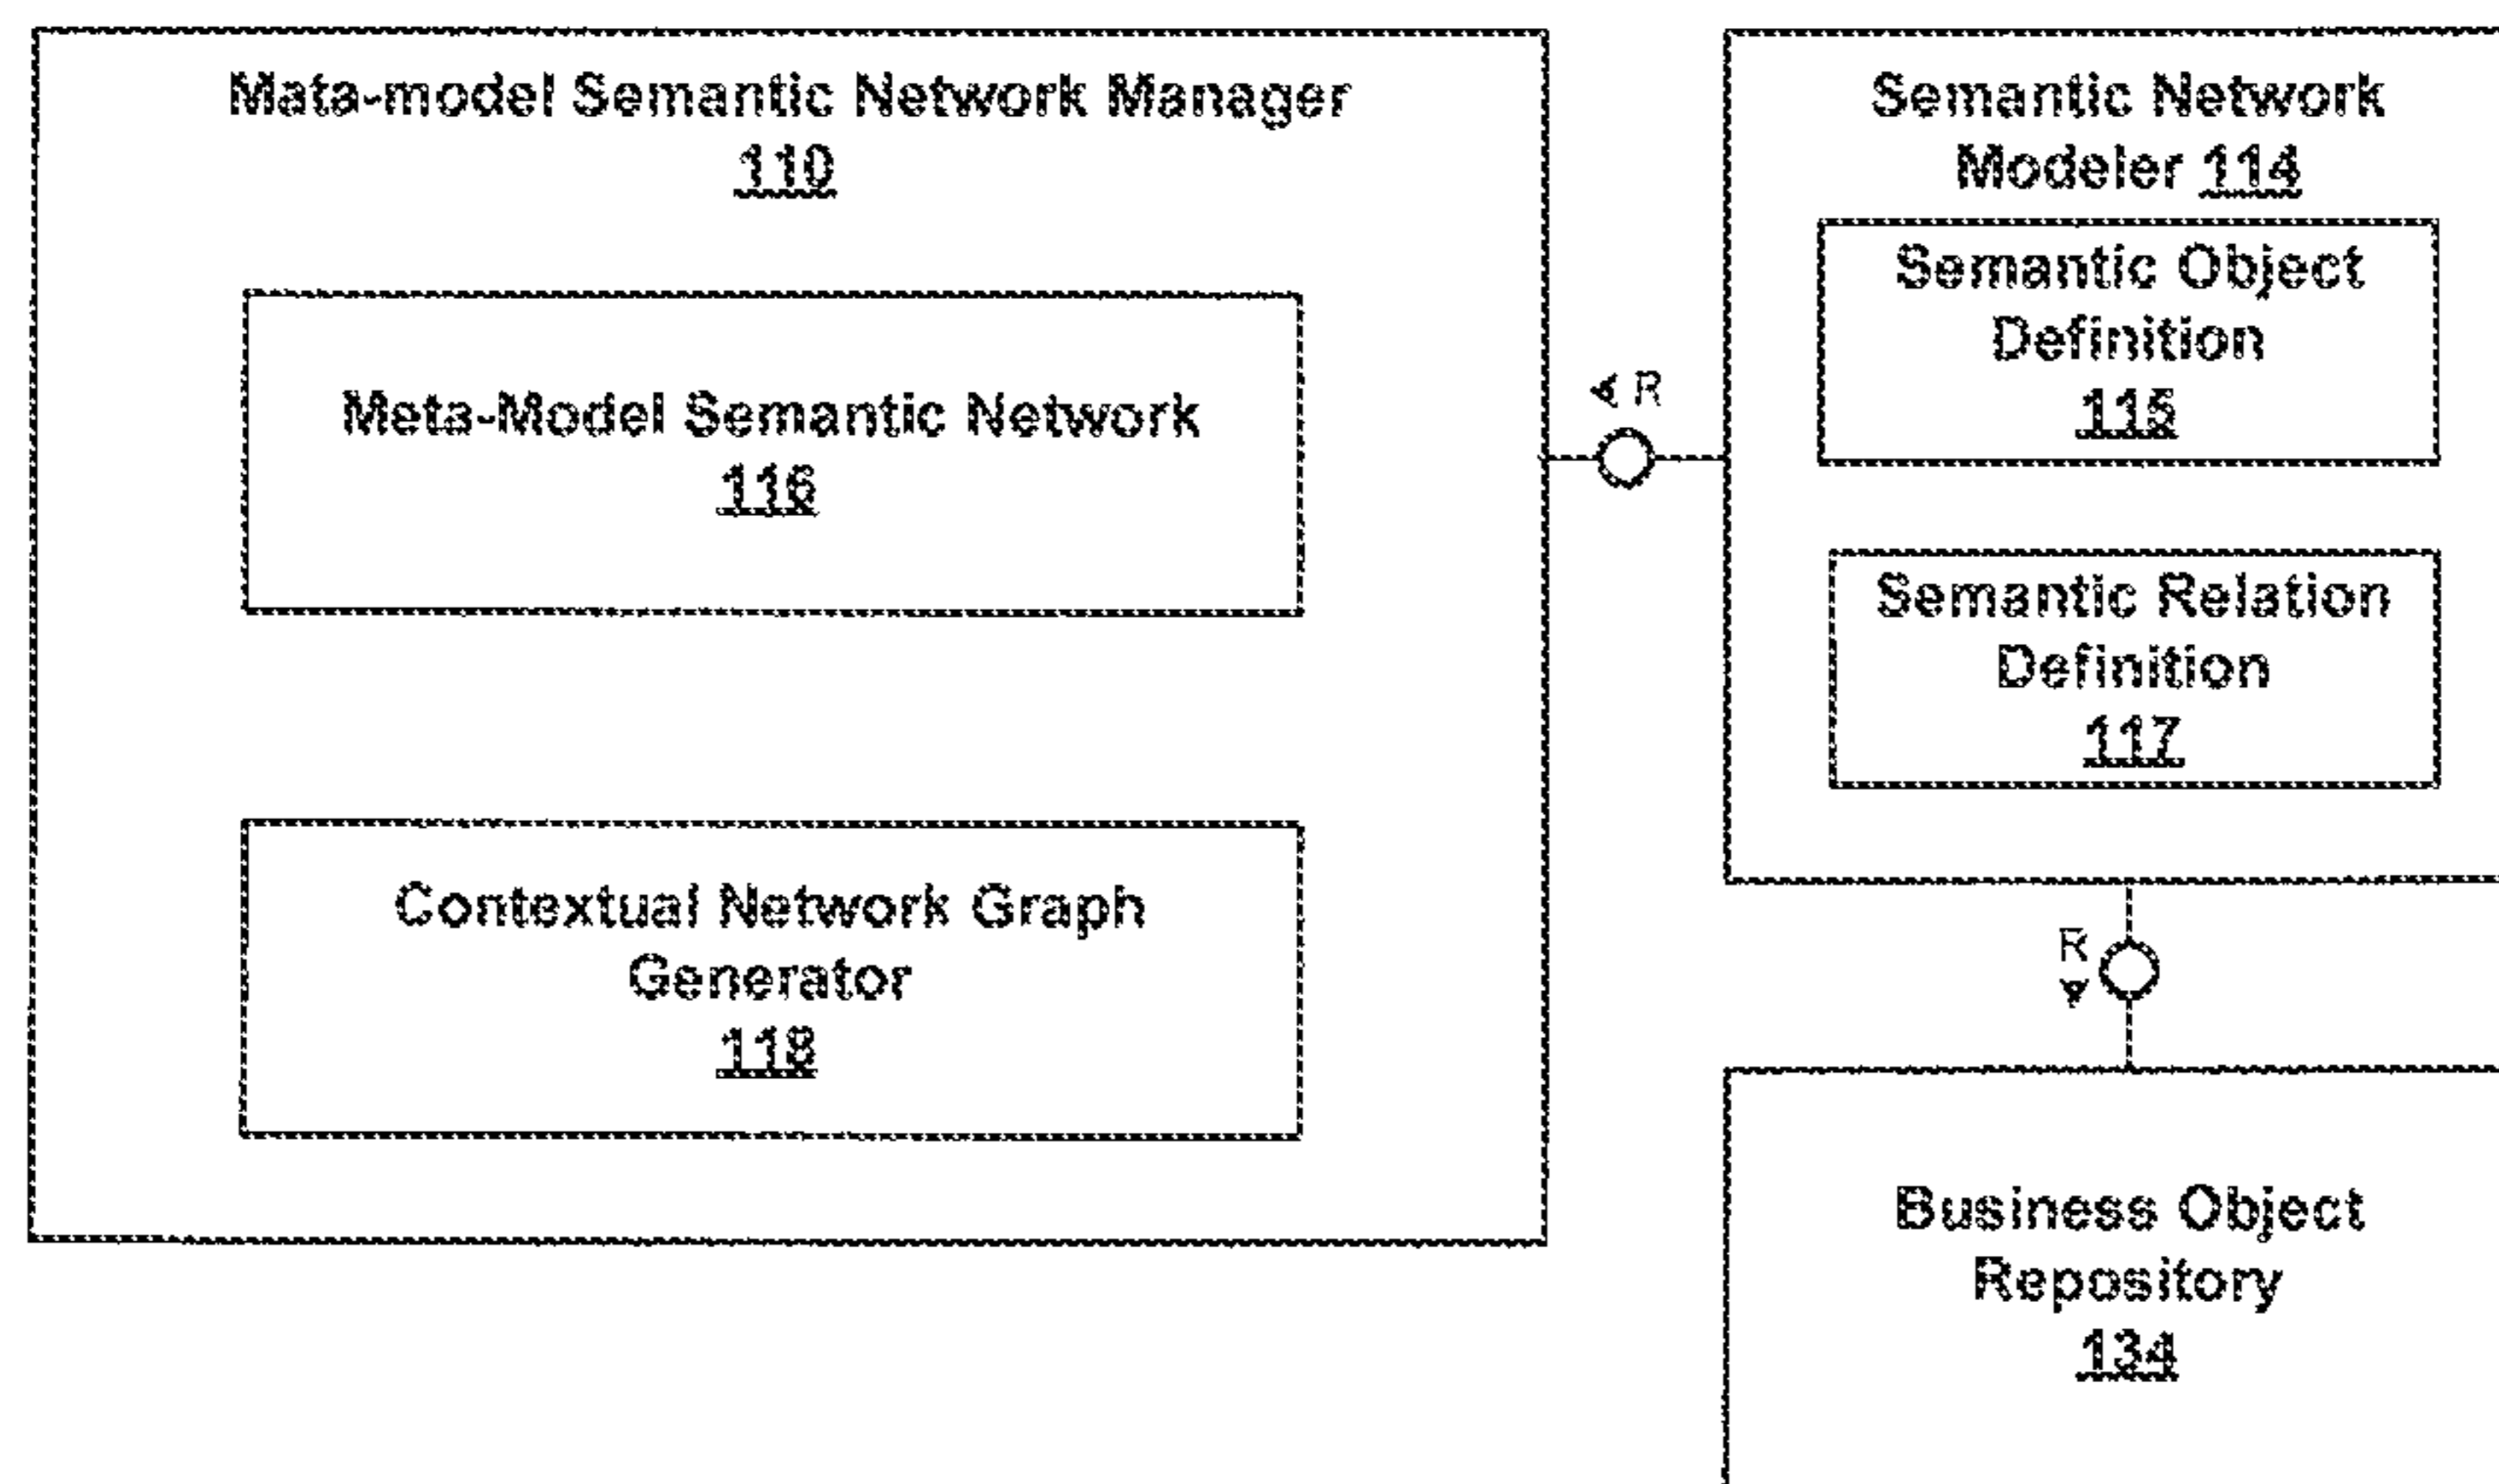 Mata-model Semantic Network Manager
110
Meta-Model Semantic Network
116
Contextual Network Graph
Generator
118
R
Semantic Network
Modeler 114
Semantic Object
Definition
115
Semantic Relation
Definition
117
R
Business Object
Repository
134